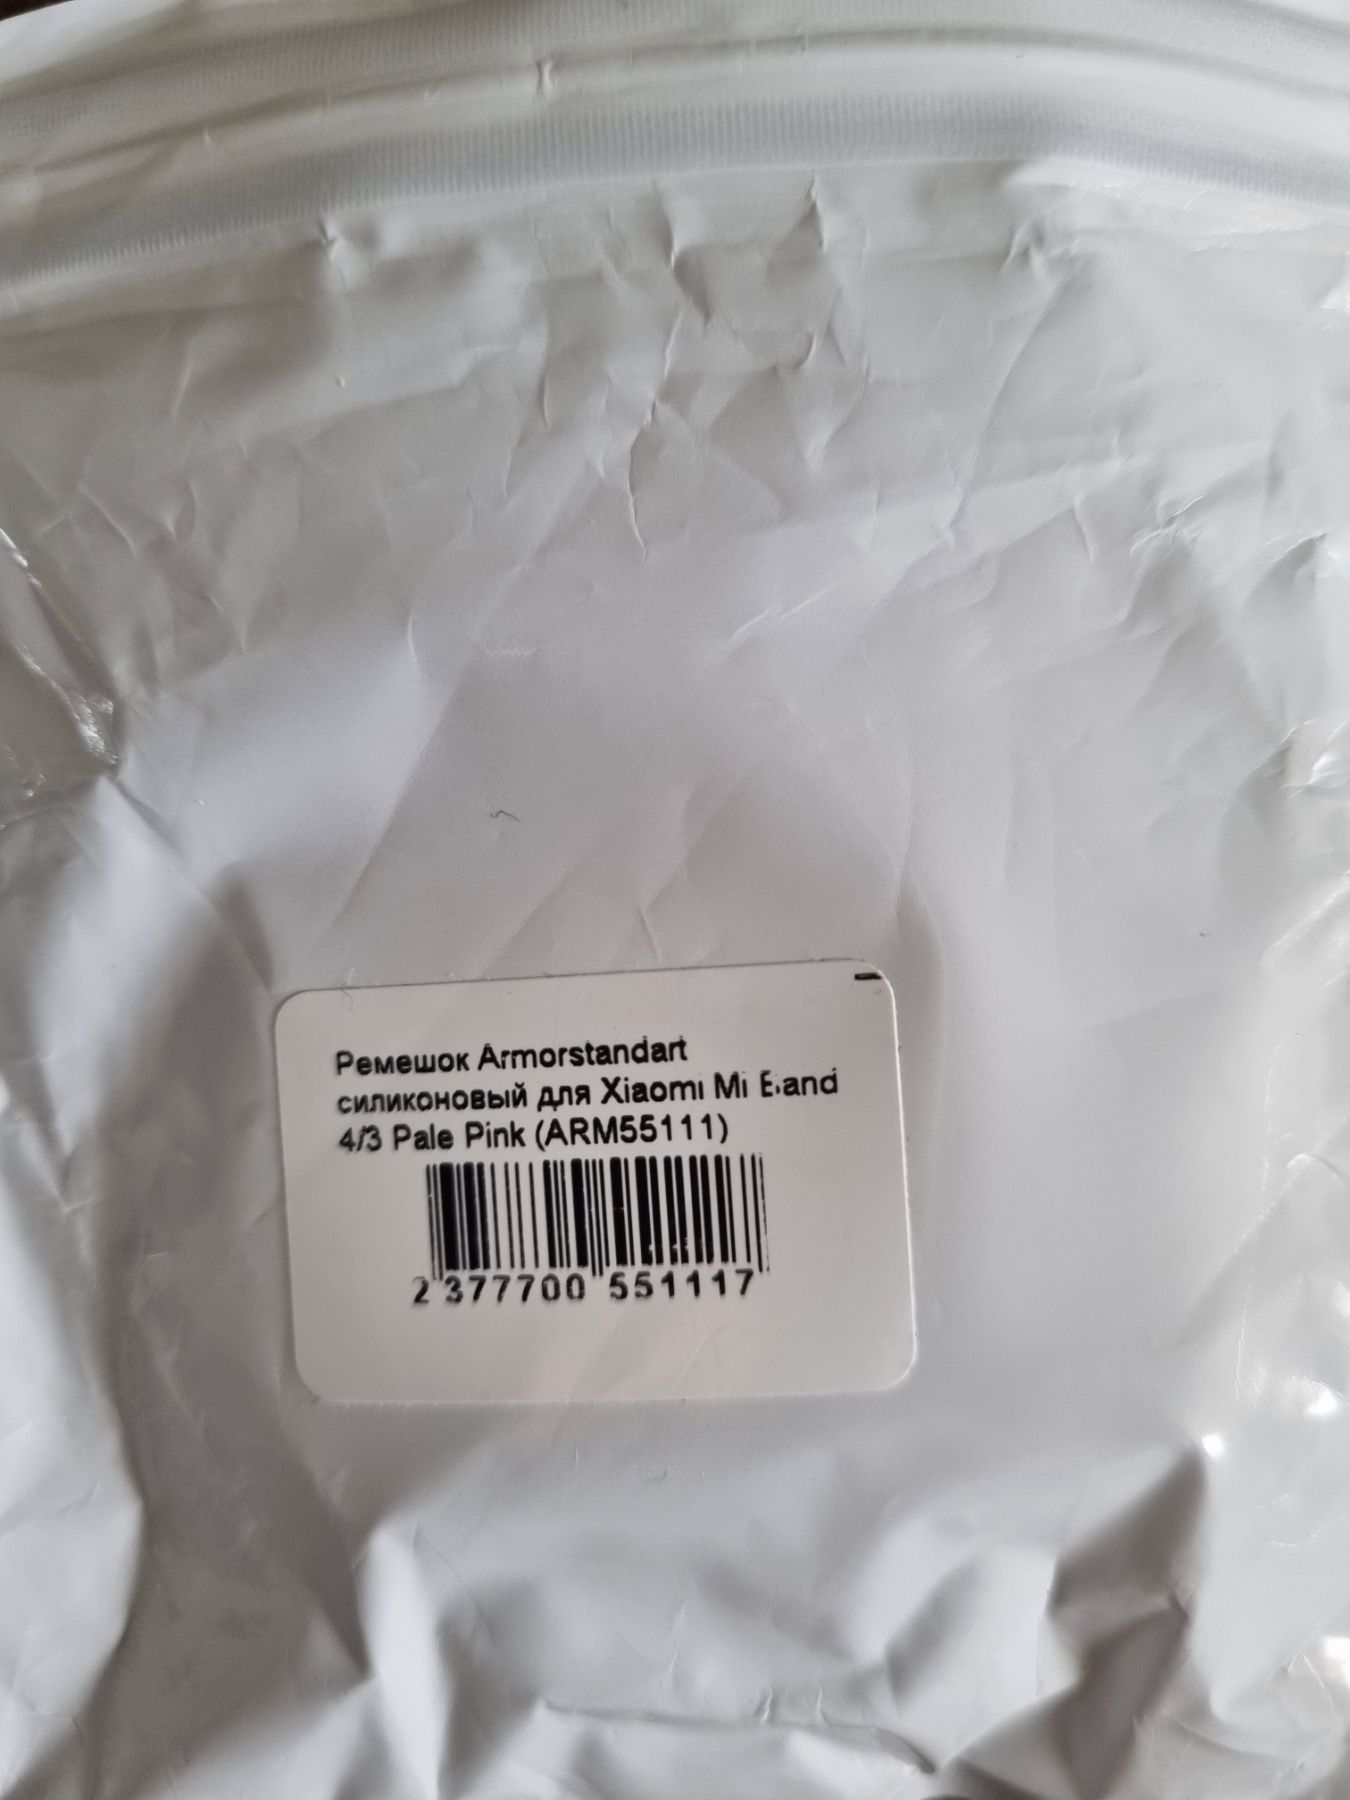 Ремешок Armorstandart
силиконовый для Xiaomi Mi Band
4/3 Pale Pink (ARM55111)
2 377700 551117